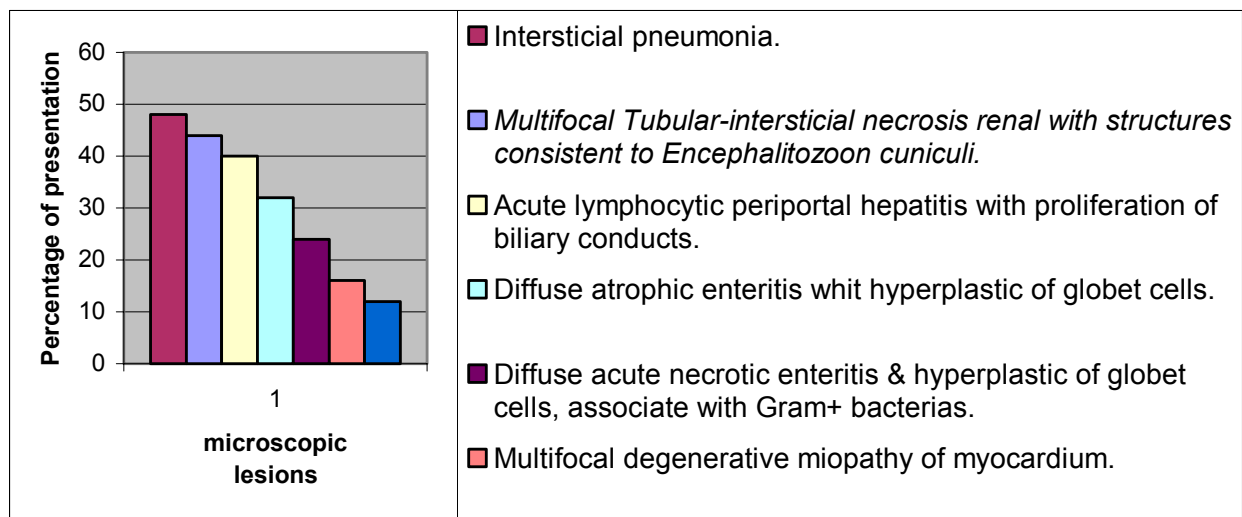 Percentage of presentation
60
50
40
30
20
10
0
1
microscopic
lesions
Intersticial pneumonia.
Multifocal Tubular-intersticial necrosis renal with structures
consistent to Encephalitozoon cuniculi.
Acute lymphocytic periportal hepatitis with proliferation of
biliary conducts.
Diffuse atrophic enteritis whit hyperplastic of globet cells.
Diffuse acute necrotic enteritis & hyperplastic of globet
cells, associate with Gram+ bacterias.
Multifocal degenerative miopathy of myocardium.